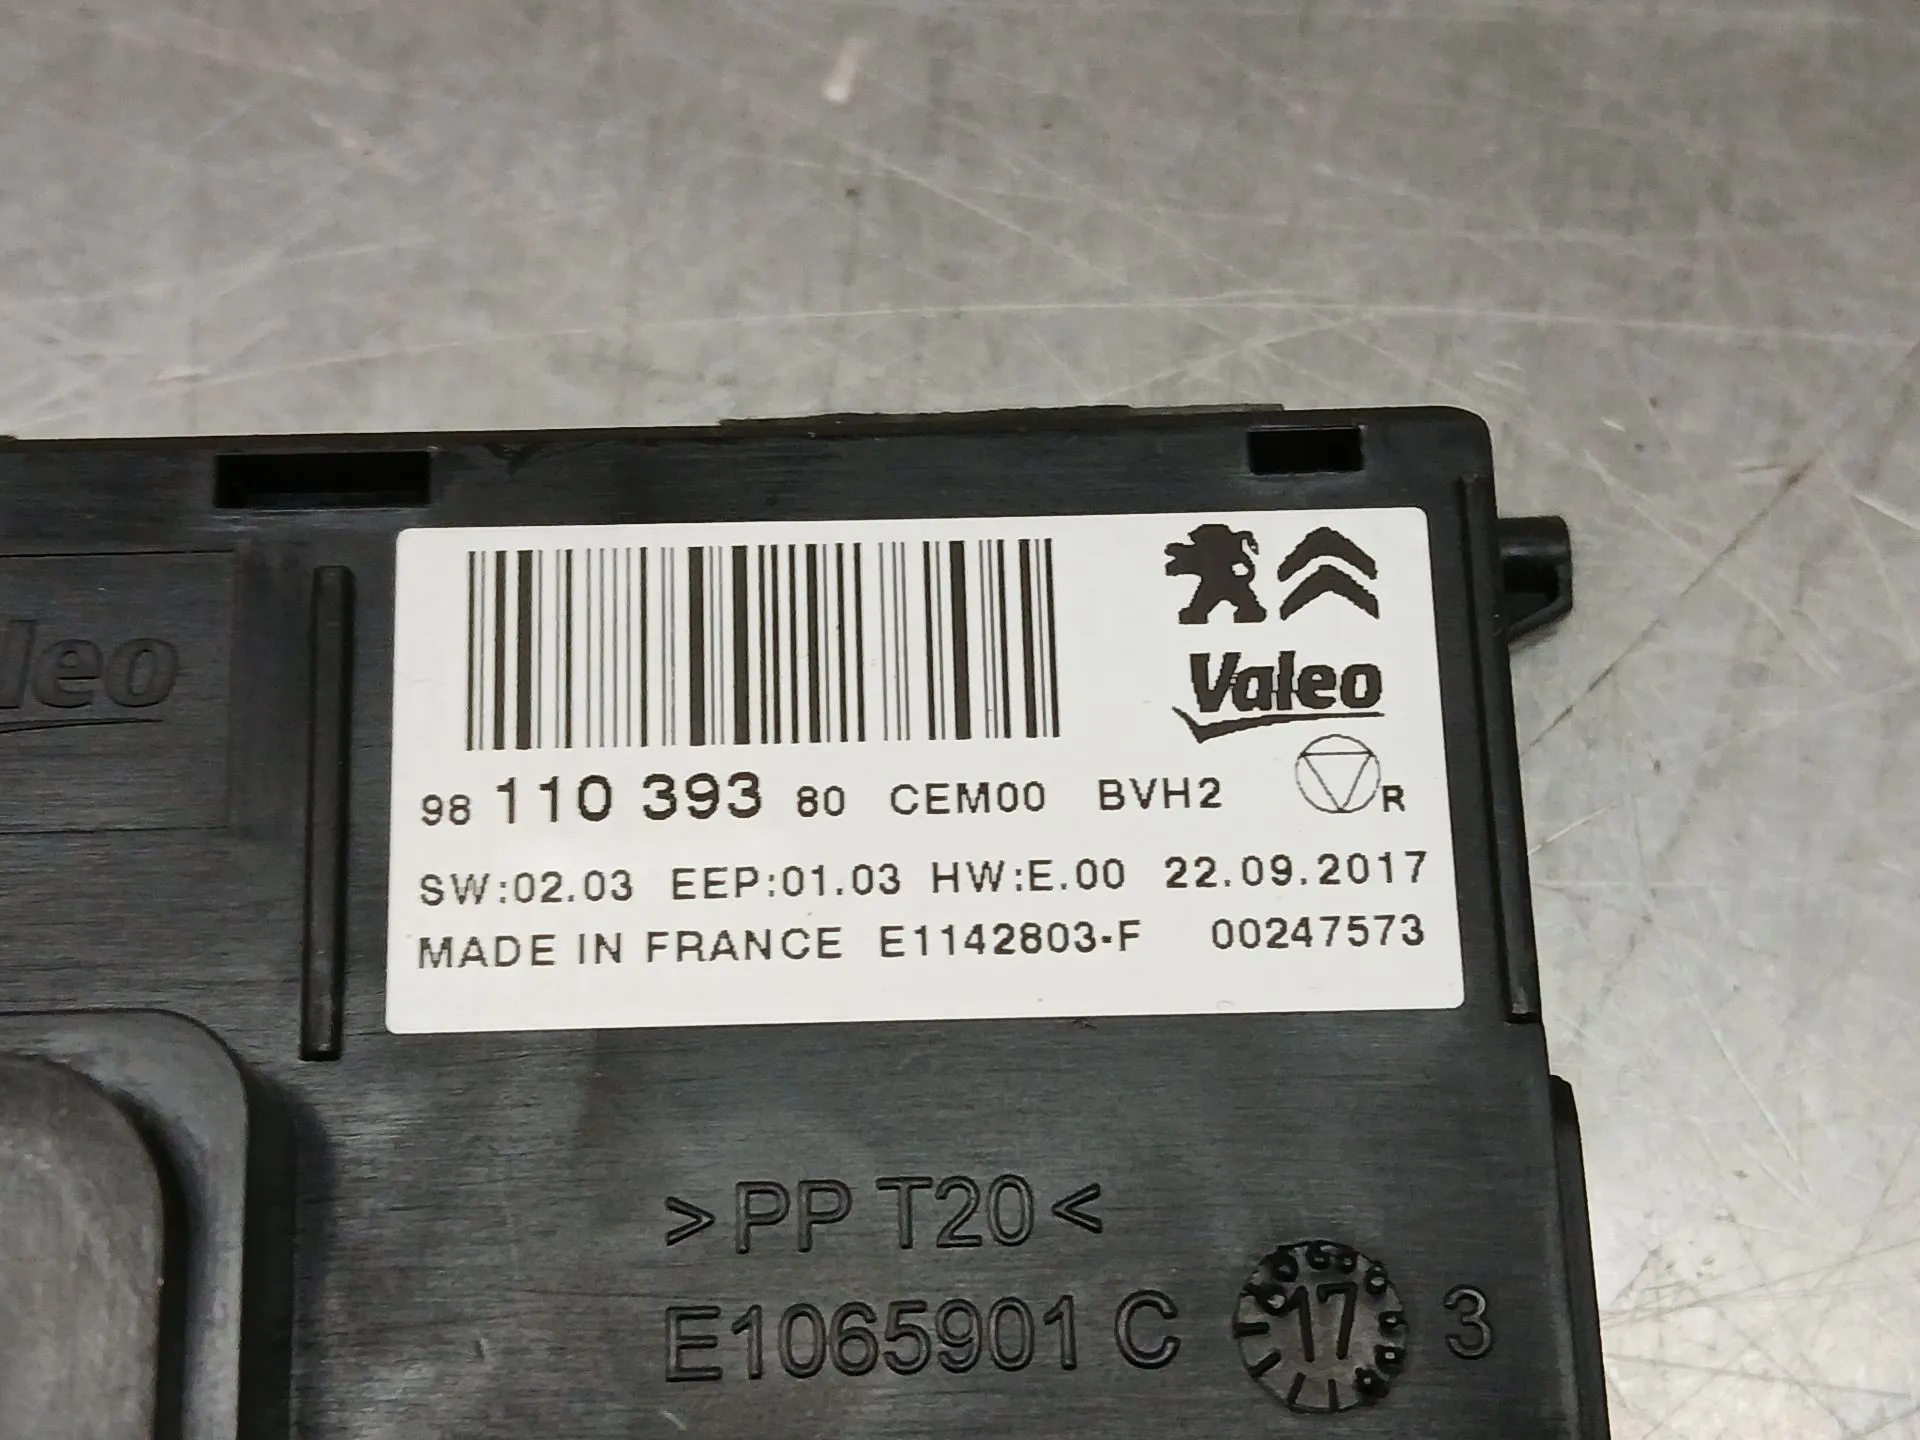 Valeo
98 110 393 80 CEM00 BVH2 R
SW:02.03 EEP:01.03 HW:E.00 22.09.2017
MADE IN FRANCE E1142803-F 00247573
leo
>PP T20<
E1065901 C 17 3